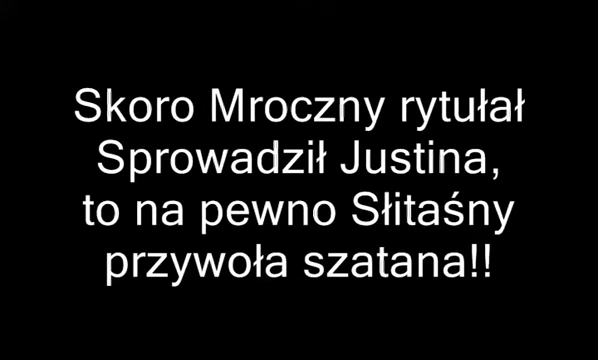 Skoro Mroczny rytułał
Sprowadził Justina,
to na pewno Słitaśny
przywoła szatana!!